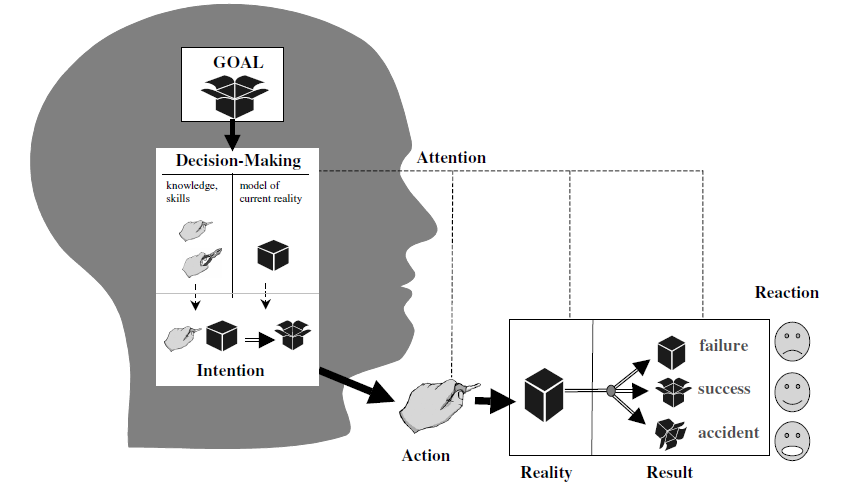 GOAL
Decision-Making
knowledge,
skills
model of
current reality
Intention
Attention
Action
Reality
Result
failure
success
accident
Reaction